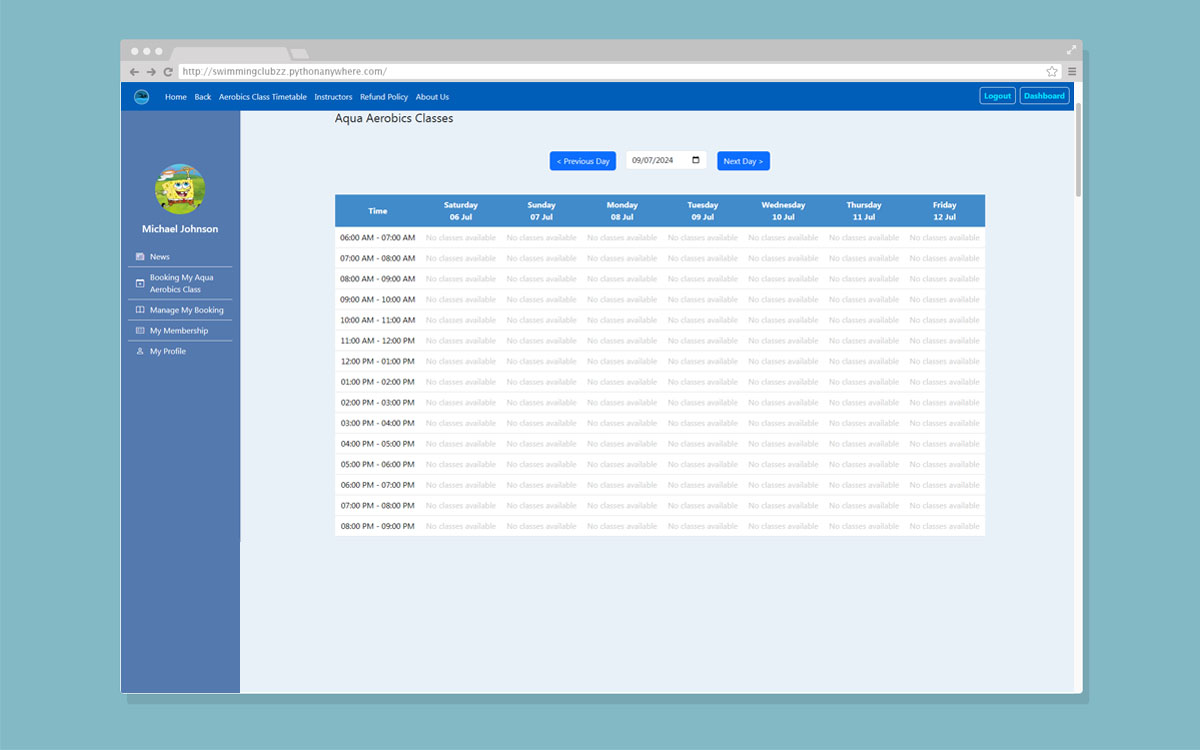 http://swimmingclubzz.pythonanywhere.com/
Home Back Aerobics Class Timetable Instructors Refund Policy About Us Logout Dashboard
Michael Johnson
News
Booking My Aqua
Aerobics Class
Manage My Booking
My Membership
My Profile
Aqua Aerobics Classes
< Previous Day 09/07/2024 Next Day >
Time Saturday Sunday Monday Tuesday Wednesday Thursday Friday
06 Jul 07 Jul 08 Jul 09 Jul 10 Jul 11 Jul 12 Jul
06:00 AM - 07:00 AM No classes available No classes available No classes available No classes available No classes available No classes available No classes available
07:00 AM - 08:00 AM No classes available No classes available No classes available No classes available No classes available No classes available No classes available
08:00 AM - 09:00 AM No classes available No classes available No classes available No classes available No classes available No classes available No classes available
09:00 AM - 10:00 AM No classes available No classes available No classes available No classes available No classes available No classes available No classes available
10:00 AM - 11:00 AM No classes available No classes available No classes available No classes available No classes available No classes available No classes available
11:00 AM - 12:00 PM No classes available No classes available No classes available No classes available No classes available No classes available No classes available
12:00 PM - 01:00 PM No classes available No classes available No classes available No classes available No classes available No classes available No classes available
01:00 PM - 02:00 PM No classes available No classes available No classes available No classes available No classes available No classes available No classes available
02:00 PM - 03:00 PM No classes available No classes available No classes available No classes available No classes available No classes available No classes available
03:00 PM - 04:00 PM No classes available No classes available No classes available No classes available No classes available No classes available No classes available
04:00 PM - 05:00 PM No classes available No classes available No classes available No classes available No classes available No classes available No classes available
05:00 PM - 06:00 PM No classes available No classes available No classes available No classes available No classes available No classes available No classes available
06:00 PM - 07:00 PM No classes available No classes available No classes available No classes available No classes available No classes available No classes available
07:00 PM - 08:00 PM No classes available No classes available No classes available No classes available No classes available No classes available No classes available
08:00 PM - 09:00 PM No classes available No classes available No classes available No classes available No classes available No classes available No classes available